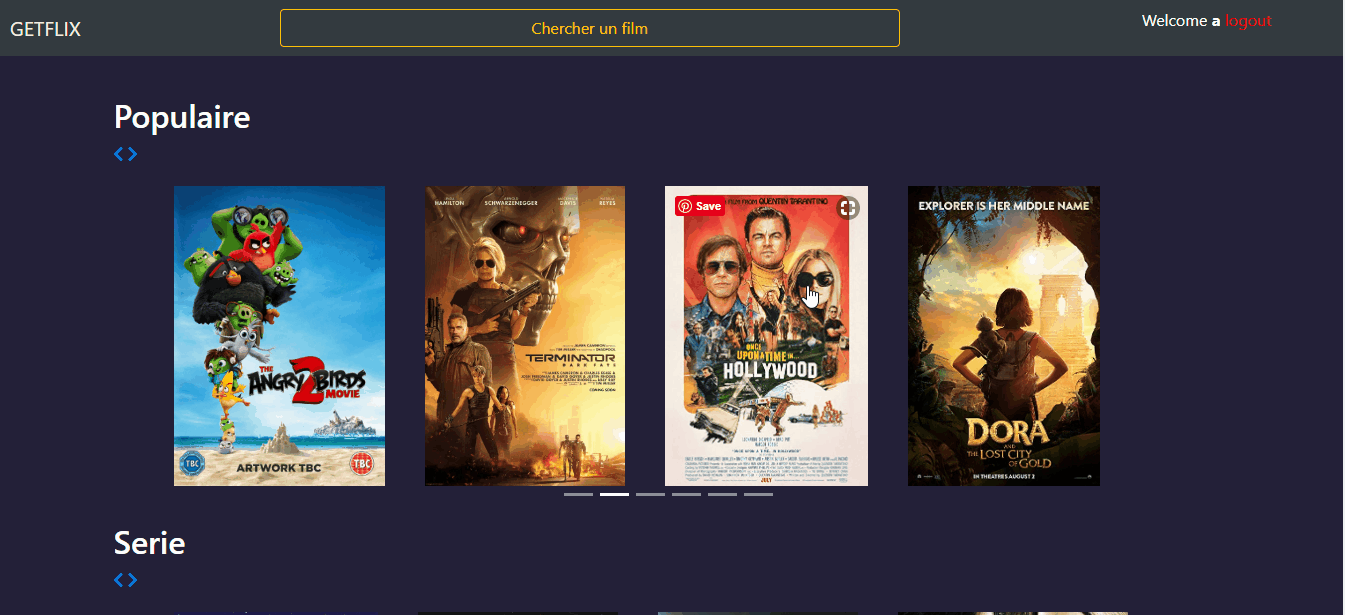 GETFLIX
Chercher un film
Welcome a logout
Populaire
THE
ANGRY BIRDS
2
MOVIE
TBC
ARTWORK TBC
TBC
HAMILTON
SCHWARZENEGGER
DAVIS
REYES
TERMINATOR
DARK FATE
COMING SOON
Save
FILM FROM QUENTIN TARANTINO
ONCE
UPON A TIME IN...
HOLLYWOOD
JULY
EXPLORER IS HER MIDDLE NAME
DORA
AND
THE LOST CITY
OF GOLD
IN THEATRES AUGUST 2
Serie